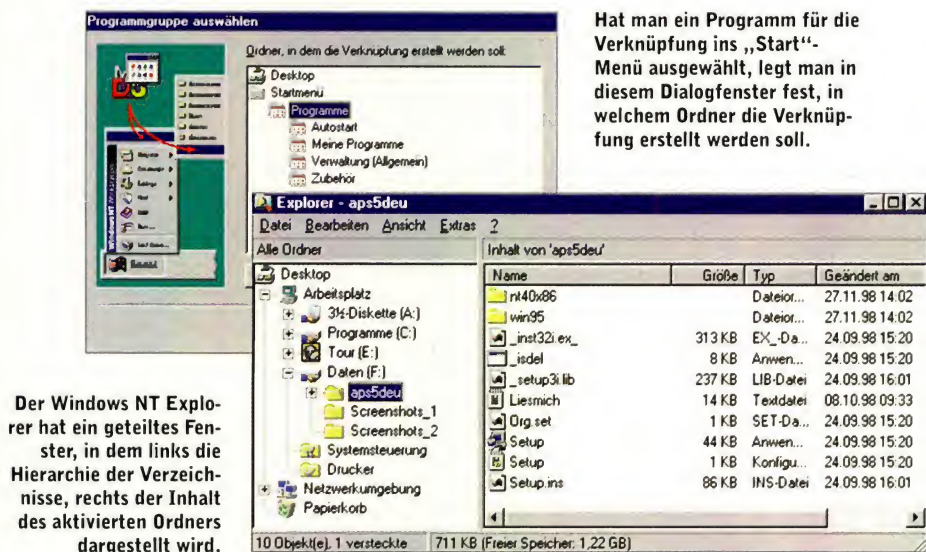 Programmgruppe auswählen
Ordner, in dem die Verknüpfung erstellt werden soll:
Desktop
Startmenü
Programme
Autostart
Meine Programme
Verwaltung (Allgemein)
Zubehör
Hat man ein Programm für die
Verknüpfung ins „Start“-
Menü ausgewählt, legt man in
diesem Dialogfenster fest, in
welchem Ordner die Verknüp-
fung erstellt werden soll.
Explorer - aps5deu
Datei Bearbeiten Ansicht Extras ?
Alle Ordner
Inhalt von 'aps5deu'
Desktop
Arbeitsplatz
3½-Diskette (A:)
Programme (C:)
Tour (E:)
Daten (F:)
aps5deu
Screenshots_1
Screenshots_2
Systemsteuerung
Drucker
Netzwerkumgebung
Papierkorb
Name Größe Typ Geändert am
nt40x86 Dateior... 27.11.98 14:02
win95 Dateior... 27.11.98 14:02
_inst32i.ex_ 313 KB EX_-Da... 24.09.98 15:20
_isdel 8 KB Anwen... 24.09.98 15:20
_setup3i.lib 237 KB LIB-Datei 24.09.98 16:01
Liesmich 14 KB Textdatei 08.10.98 09:33
Org.set 1 KB SET-Da... 24.09.98 15:20
Setup 44 KB Anwen... 24.09.98 15:20
Setup 1 KB Konfigu... 24.09.98 15:20
Setup.ins 86 KB INS-Datei 24.09.98 16:01
10 Objekt(e), 1 versteckte 711 KB (Freier Speicher: 1,22 GB)
Der Windows NT Explo-
rer hat ein geteiltes Fen-
ster, in dem links die
Hierarchie der Verzeich-
nisse, rechts der Inhalt
des aktivierten Ordners
dargestellt wird.